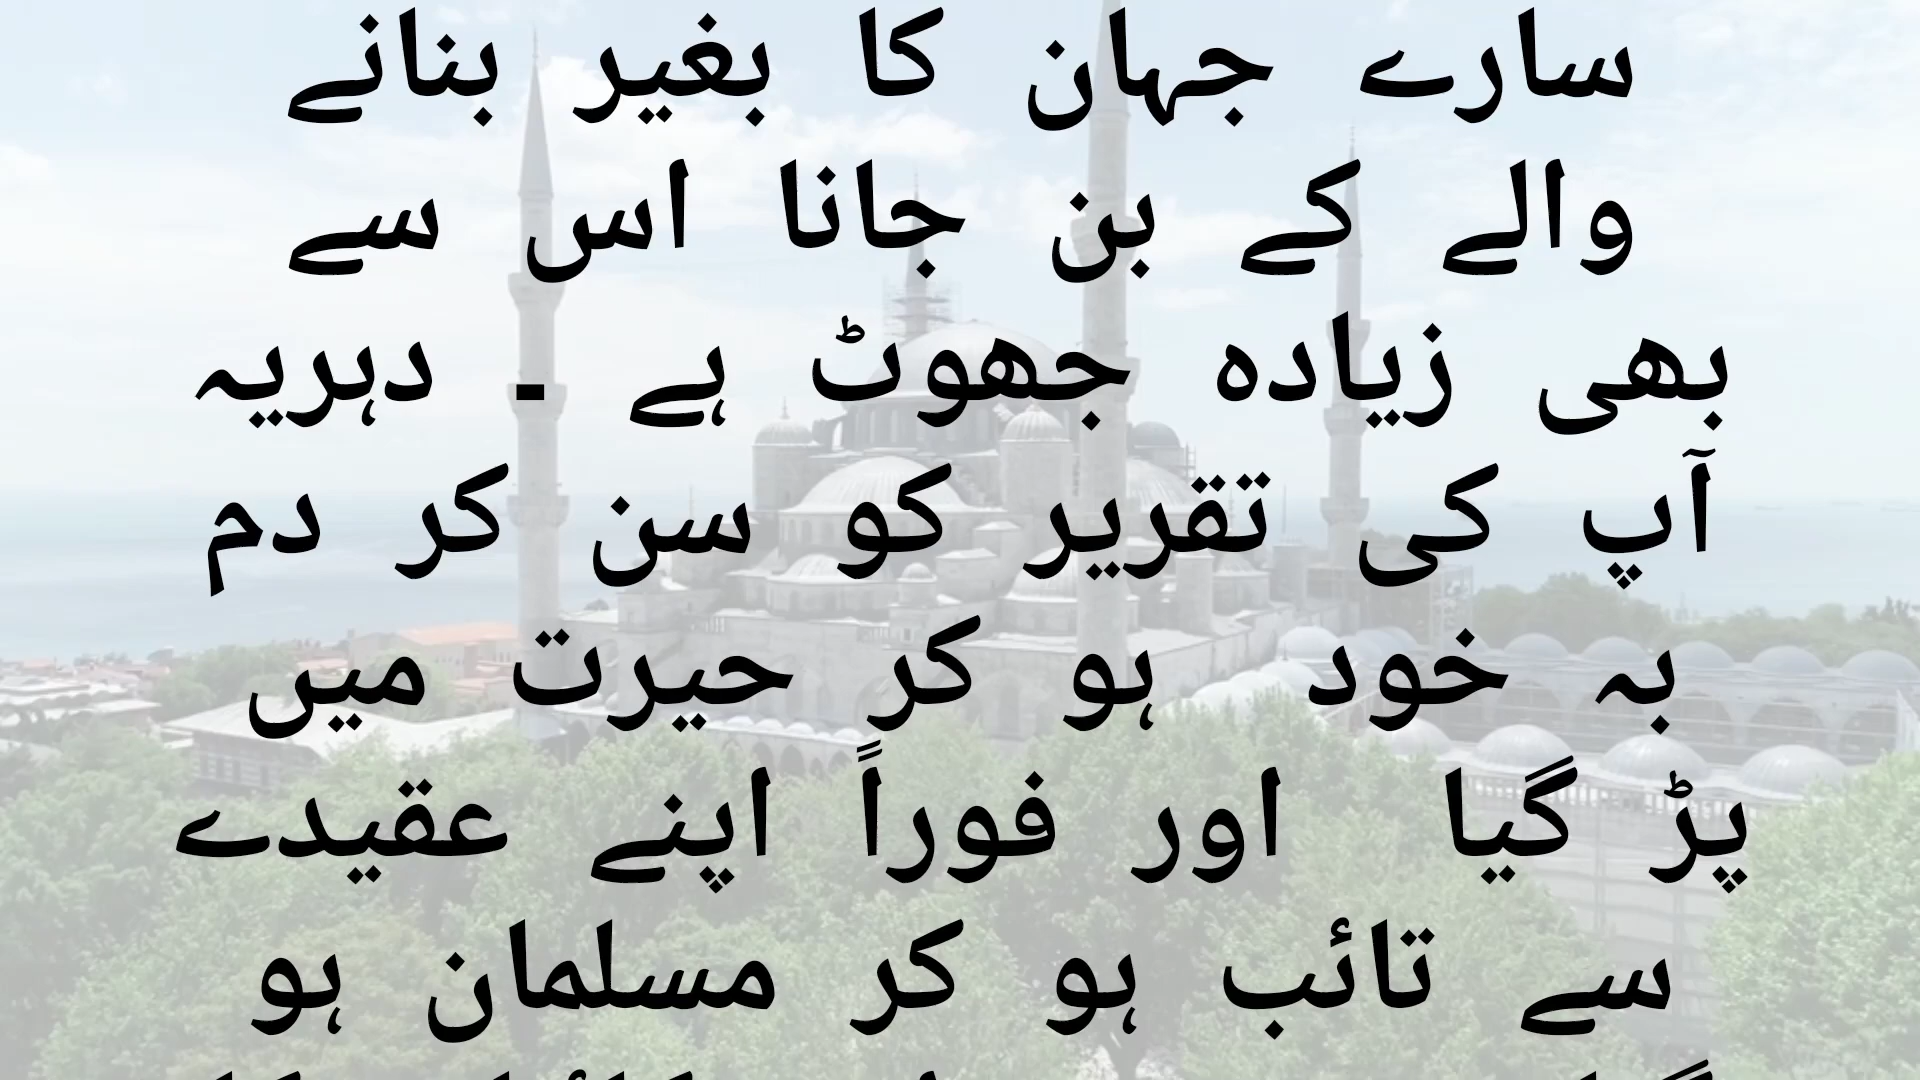 سارے جہان کا بغیر بنانے
والے کے بن جانا اس سے
بھی زیادہ جھوٹ ہے ۔ دہریہ
آپ کی تقریر کو سن کر دم
بہ خود ہو کر حیرت میں
پڑ گیا اور فوراً اپنے عقیدے
سے تائب ہو کر مسلمان ہو